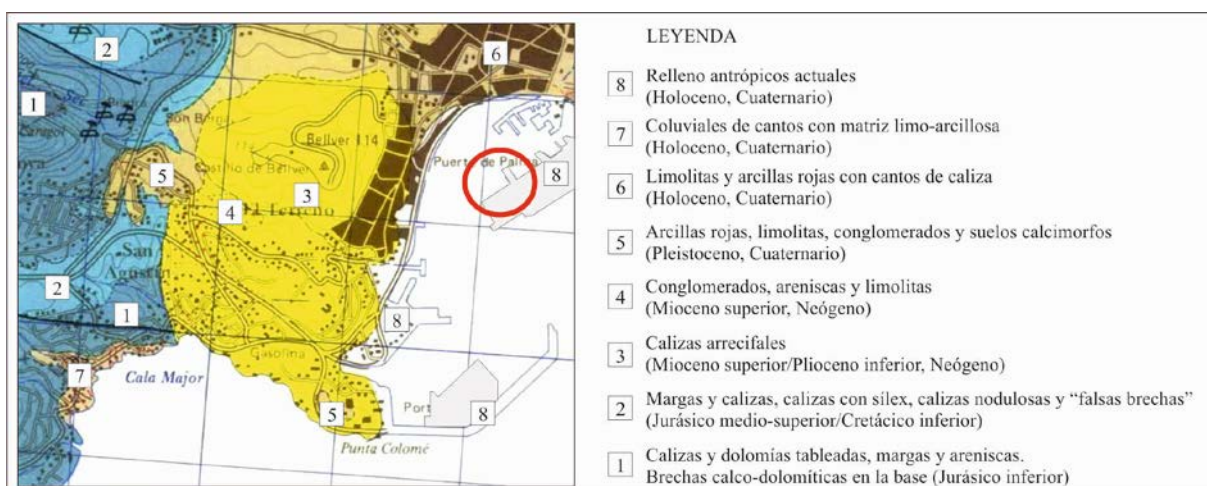 2
6
LEYENDA
8 Relleno antrópicos actuales
(Holoceno, Cuaternario)
7 Coluviales de cantos con matriz limo-arcillosa
(Holoceno, Cuaternario)
6 Limolitas y arcillas rojas con cantos de caliza
(Holoceno, Cuaternario)
5 Arcillas rojas, limolitas, conglomerados y suelos calcimorfos
(Pleistoceno, Cuaternario)
4 Conglomerados, areniscas y limolitas
(Mioceno superior, Neógeno)
3 Calizas arrecifales
(Mioceno superior/Plioceno inferior, Neógeno)
2 Margas y calizas, calizas con sílex, calizas nodulosas y “falsas brechas”
(Jurásico medio-superior/Cretácico inferior)
1 Calizas y dolomías tableadas, margas y areniscas.
Brechas calco-dolomíticas en la base (Jurásico inferior)
1
Son
Bellver 114
Puerto de Palma
8
5
Castillo de Bellver
3
4
El Terreno
San
Agustín
2
1
8
Gasolina
7
Cala Major
5
Port
8
Punta Colomé